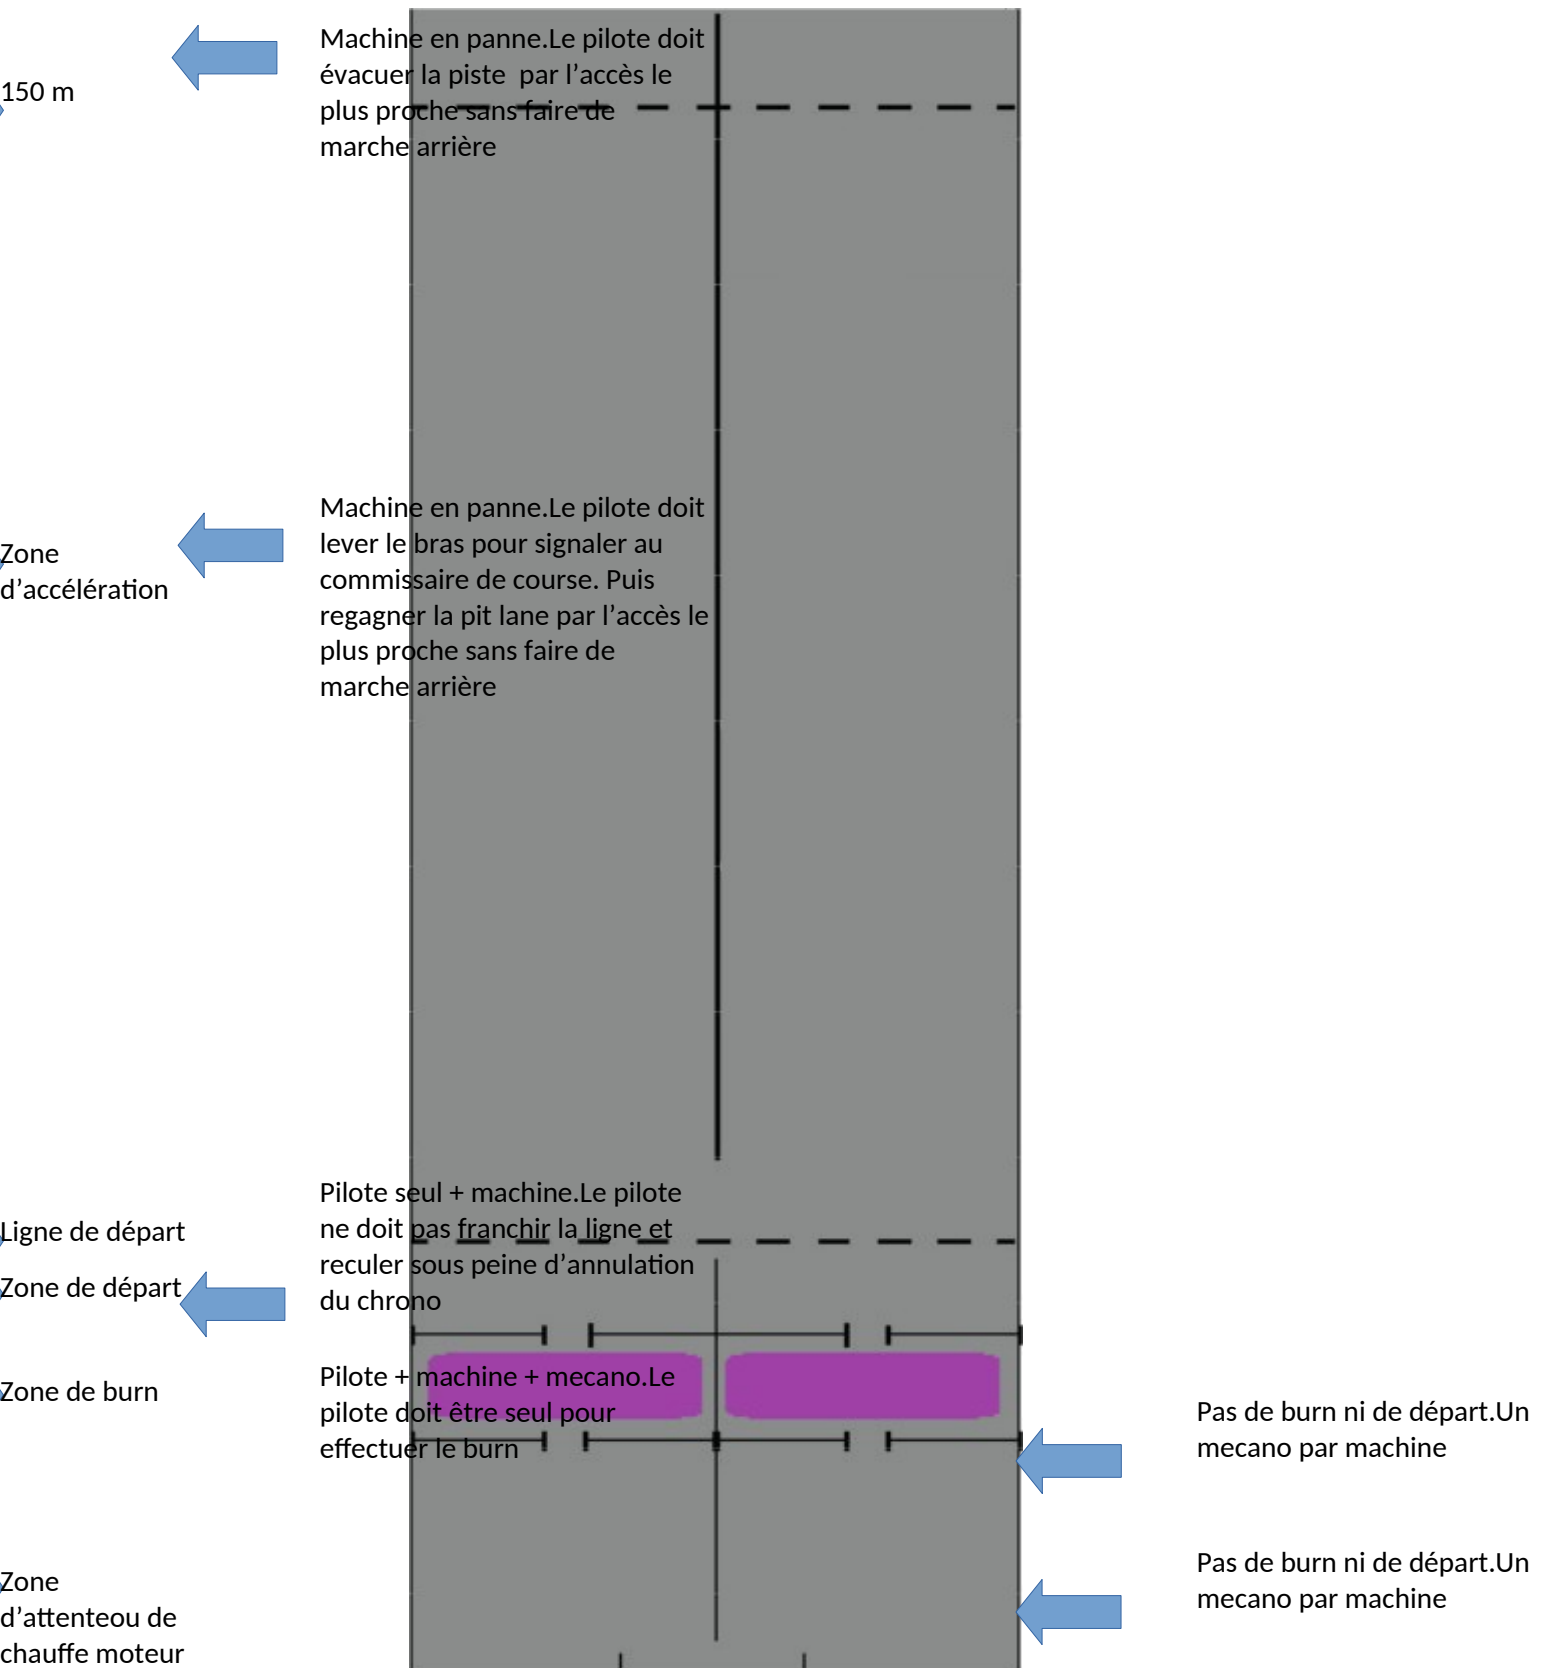 Machine en panne.Le pilote doit
évacuer la piste  par l’accès le
plus proche sans faire de
marche arrière
150 m
Machine en panne.Le pilote doit
lever le bras pour signaler au
commissaire de course. Puis
regagner la pit lane par l’accès le
plus proche sans faire de
marche arrière
Zone
d’accélération
Pilote seul + machine.Le pilote
ne doit pas franchir la ligne et
reculer sous peine d’annulation
du chrono
Ligne de départ
Zone de départ
Pilote + machine + mecano.Le
pilote doit être seul pour
effectuer le burn
Zone de burn
Pas de burn ni de départ.Un
mecano par machine
Pas de burn ni de départ.Un
mecano par machine
Zone
d’attenteou de
chauffe moteur